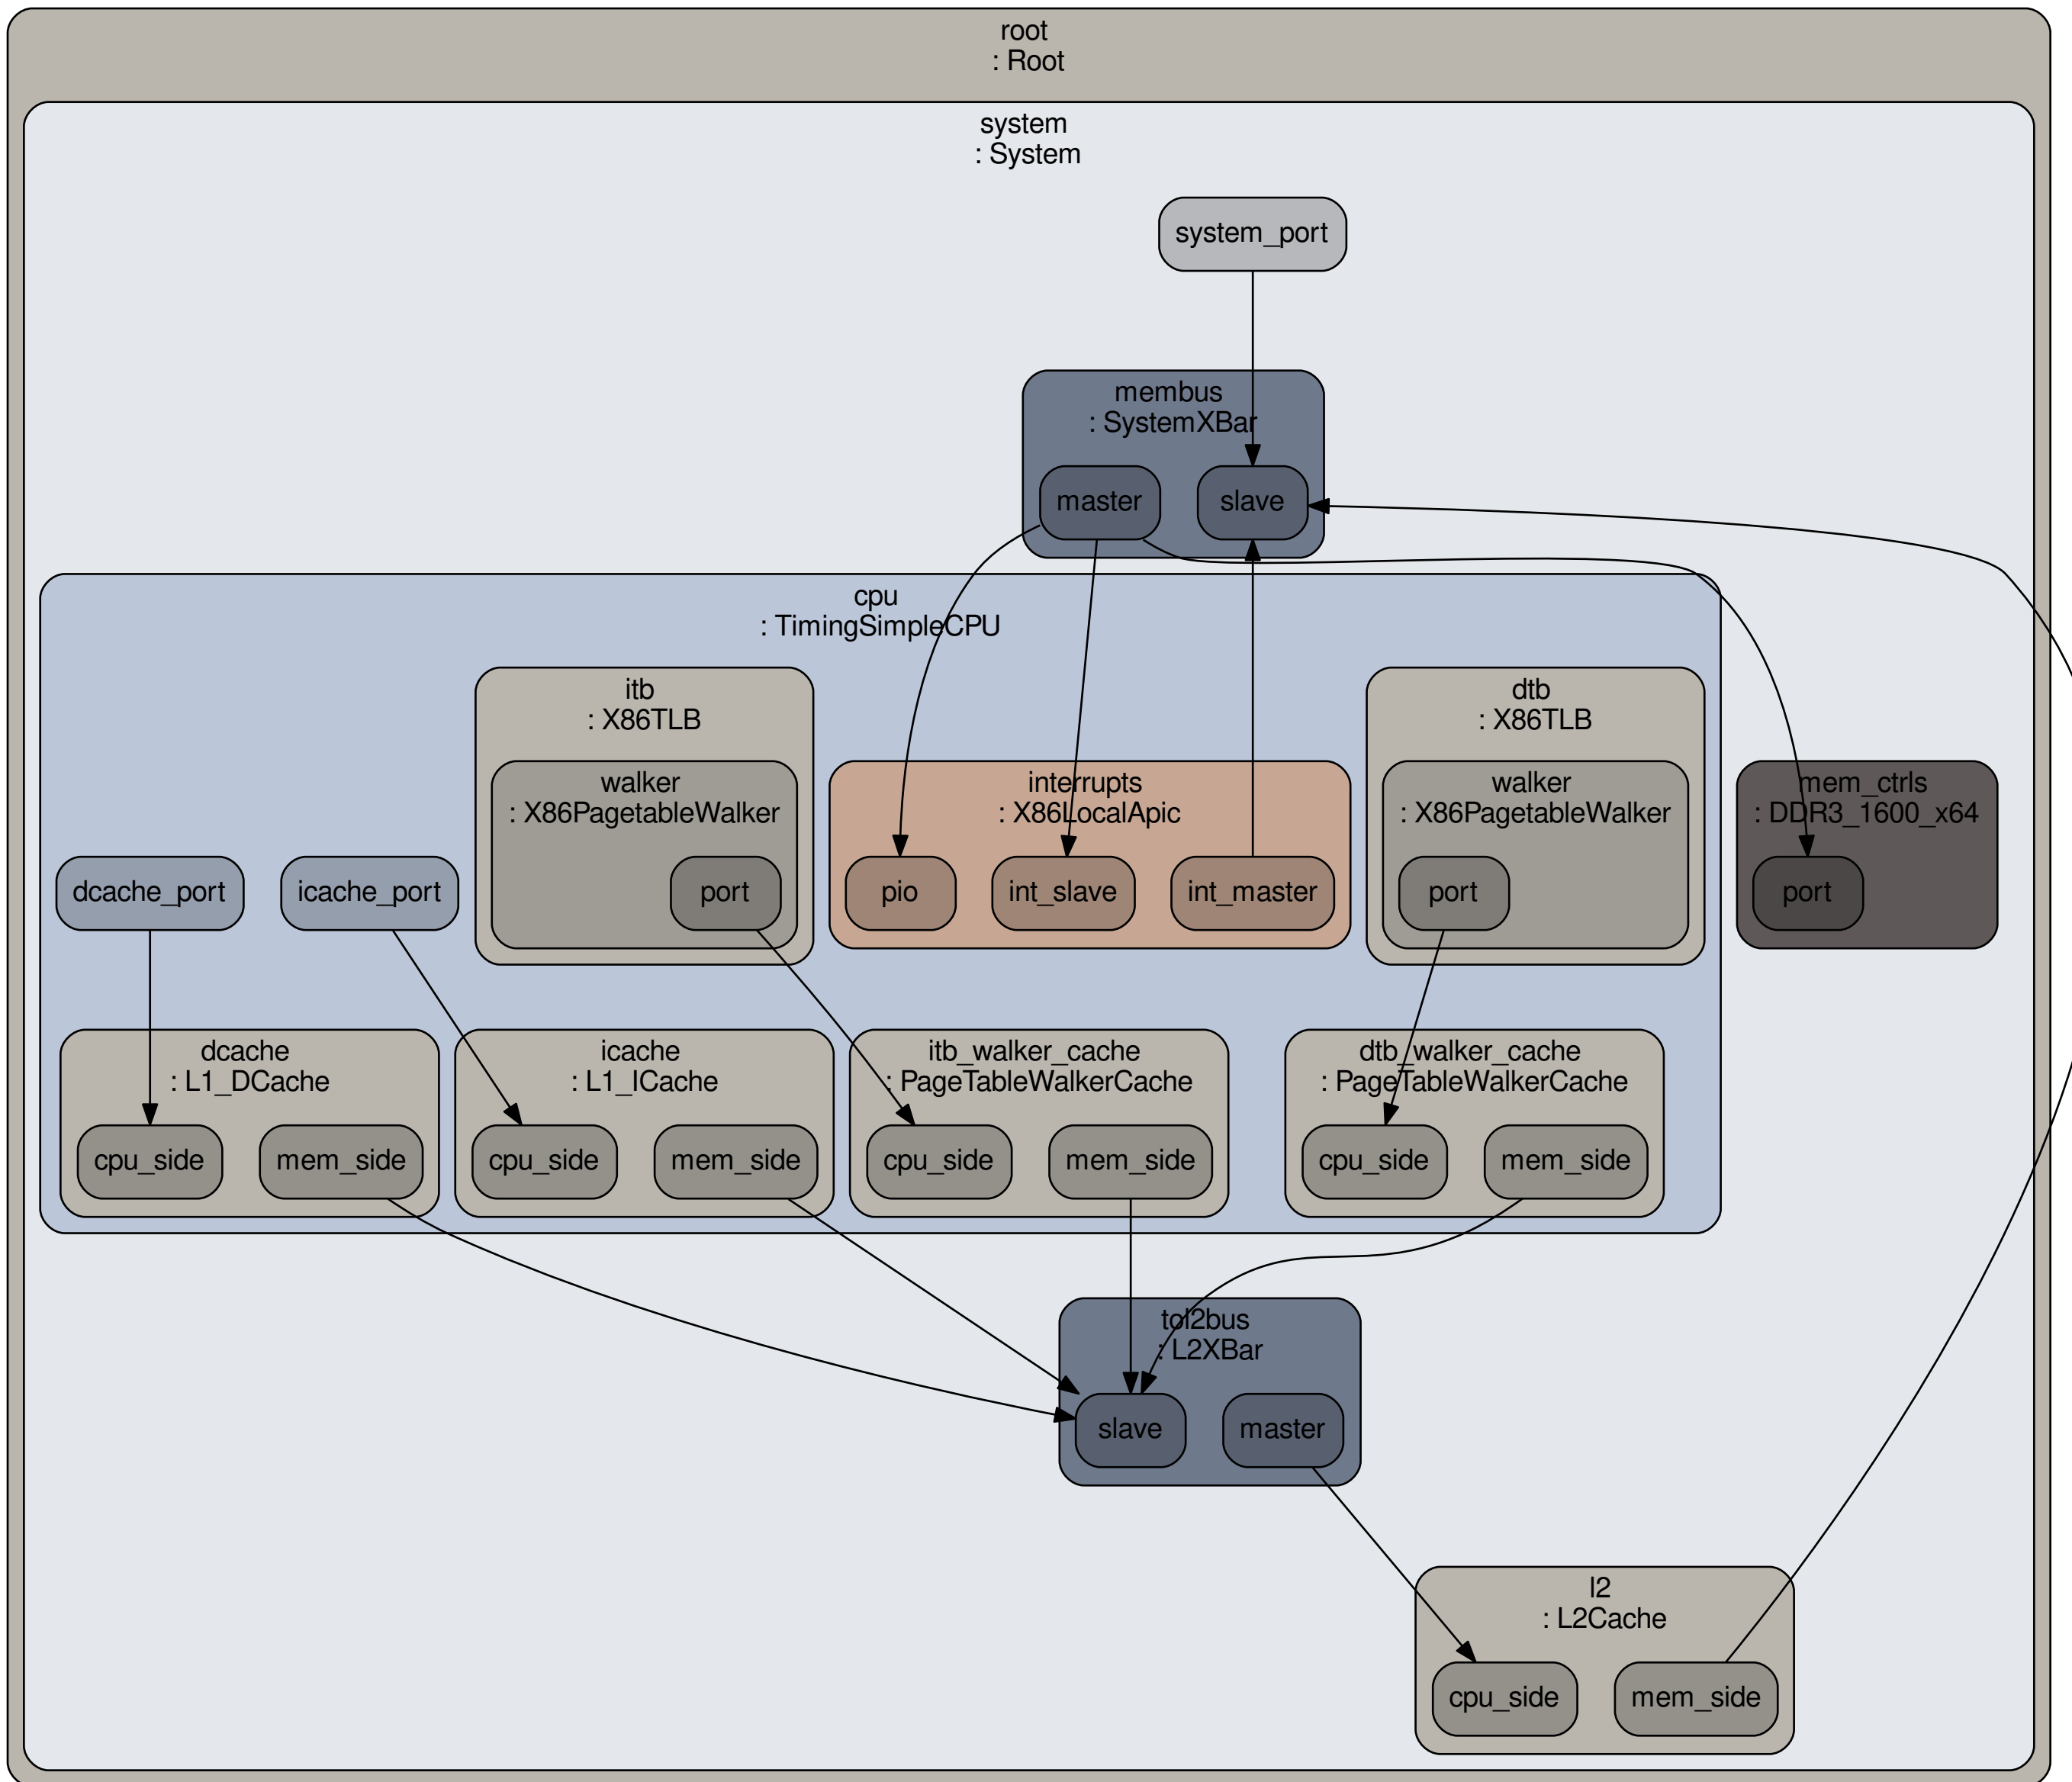 root
: Root
system
: System
system_port
membus
: SystemXBar
master
slave
cpu
: TimingSimpleCPU
itb
: X86TLB
walker
: X86PagetableWalker
port
interrupts
: X86LocalApic
pio
int_slave
int_master
dtb
: X86TLB
walker
: X86PagetableWalker
port
mem_ctrls
: DDR3_1600_x64
port
dcache_port
icache_port
dcache
: L1_DCache
cpu_side
mem_side
icache
: L1_ICache
cpu_side
mem_side
itb_walker_cache
: PageTableWalkerCache
cpu_side
mem_side
dtb_walker_cache
: PageTableWalkerCache
cpu_side
mem_side
tol2bus
: L2XBar
slave
master
l2
: L2Cache
cpu_side
mem_side